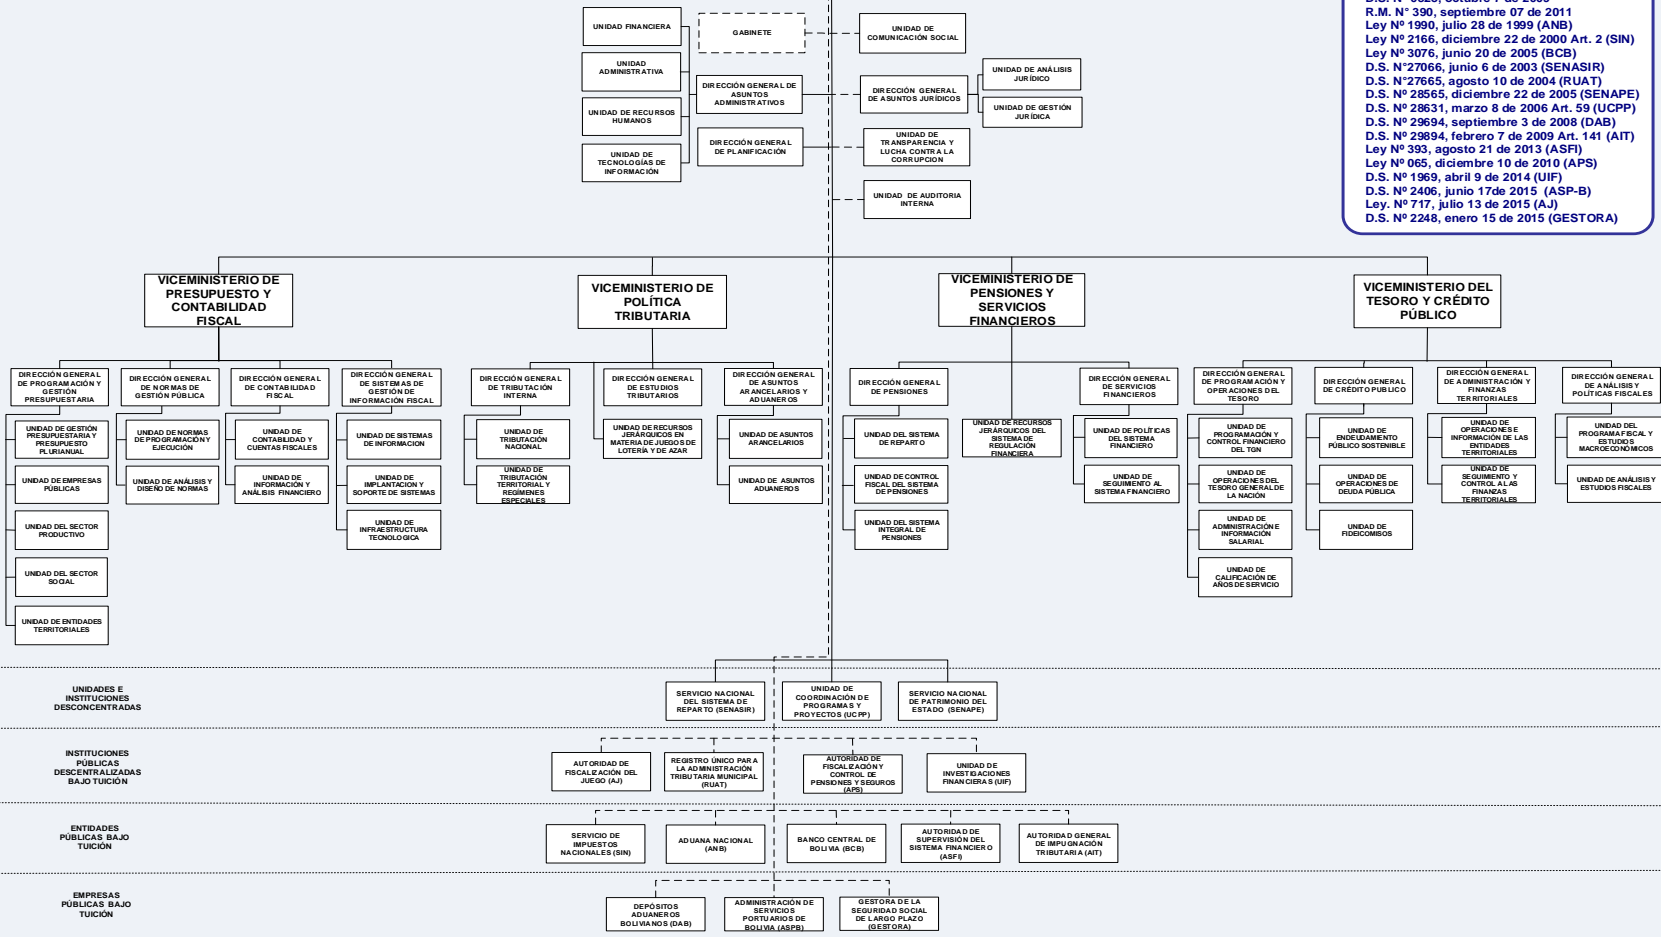 R.M. N° 390, septiembre 07 de 2011
Ley Nº 1990, julio 28 de 1999 (ANB)
Ley Nº 2166, diciembre 22 de 2000 Art. 2 (SIN)
Ley Nº 3076, junio 20 de 2005 (BCB)
D.S. N°27066, junio 6 de 2003 (SENASIR)
D.S. N°27665, agosto 10 de 2004 (RUAT)
D.S. Nº 28565, diciembre 22 de 2005 (SENAPE)
D.S. Nº 28631, marzo 8 de 2006 Art. 59 (UCPP)
D.S. Nº 29694, septiembre 3 de 2008 (DAB)
D.S. Nº 29894, febrero 7 de 2009 Art. 141 (AIT)
Ley Nº 393, agosto 21 de 2013 (ASFI)
Ley Nº 065, diciembre 10 de 2010 (APS)
D.S. Nº 1969, abril 9 de 2014 (UIF)
D.S. Nº 2406, junio 17de 2015 (ASP-B)
Ley. Nº 717, julio 13 de 2015 (AJ)
D.S. Nº 2248, enero 15 de 2015 (GESTORA)
UNIDAD FINANCIERA
UNIDAD
ADMINISTRATIVA
UNIDAD DE RECURSOS
HUMANOS
UNIDAD DE
TECNOLOGÍAS DE
INFORMACIÓN
GABINETE
DIRECCIÓN GENERAL DE
ASUNTOS
ADMINISTRATIVOS
DIRECCIÓN GENERAL
DE PLANIFICACIÓN
UNIDAD DE
COMUNICACIÓN SOCIAL
DIRECCIÓN GENERAL
DE ASUNTOS JURÍDICOS
UNIDAD DE ANÁLISIS
JURÍDICO
UNIDAD DE GESTIÓN
JURÍDICA
UNIDAD DE
TRANSPARENCIA Y
LUCHA CONTRA LA
CORRUPCION
UNIDAD DE AUDITORIA
INTERNA
VICEMINISTERIO DE
PRESUPUESTO Y
CONTABILIDAD
FISCAL
VICEMINISTERIO DE
POLÍTICA
TRIBUTARIA
VICEMINISTERIO DE
PENSIONES Y
SERVICIOS
FINANCIEROS
VICEMINISTERIO DEL
TESORO Y CRÉDITO
PÚBLICO
DIRECCIÓN GENERAL
DE PROGRAMACIÓN Y
GESTIÓN
PRESUPUESTARIA
UNIDAD DE GESTIÓN
PRESUPUESTARIA Y
PRESUPUESTO
PLURIANUAL
UNIDAD DE EMPRESAS
PÚBLICAS
UNIDAD DEL SECTOR
PRODUCTIVO
UNIDAD DEL SECTOR
SOCIAL
UNIDAD DE ENTIDADES
TERRITORIALES
DIRECCIÓN GENERAL
DE NORMAS DE
GESTIÓN PÚBLICA
UNIDAD DE NORMAS
DE PROGRAMACIÓN Y
EJECUCIÓN
UNIDAD DE ANÁLISIS Y
DISEÑO DE NORMAS
DIRECCIÓN GENERAL
DE CONTABILIDAD
FISCAL
UNIDAD DE
CONTABILIDAD Y
CUENTAS FISCALES
UNIDAD DE
INFORMACIÓN Y
ANÁLISIS FINANCIERO
DIRECCIÓN GENERAL
DE SISTEMAS DE
GESTIÓN DE
INFORMACIÓN FISCAL
UNIDAD DE SISTEMAS
DE INFORMACION
UNIDAD DE
IMPLANTACION Y
SOPORTE DE SISTEMAS
UNIDAD DE
INFRAESTRUCTURA
TECNOLOGICA
DIRECCIÓN GENERAL
DE TRIBUTACIÓN
INTERNA
UNIDAD DE
TRIBUTACIÓN
NACIONAL
UNIDAD DE
TRIBUTACIÓN
TERRITORIAL Y
REGÍMENES
ESPECIALES
DIRECCIÓN GENERAL
DE ESTUDIOS
TRIBUTARIOS
UNIDAD DE RECURSOS
JERÁRQUICOS EN
MATERIA DE JUEGOS DE
LOTERÍA Y DE AZAR
DIRECCIÓN GENERAL
DE ASUNTOS
ARANCELARIOS Y
ADUANEROS
UNIDAD DE ASUNTOS
ARANCELARIOS
UNIDAD DE ASUNTOS
ADUANEROS
DIRECCIÓN GENERAL
DE PENSIONES
UNIDAD DEL SISTEMA
DE REPARTO
UNIDAD DE CONTROL
FISCAL DEL SISTEMA
DE PENSIONES
UNIDAD DEL SISTEMA
INTEGRAL DE
PENSIONES
UNIDAD DE RECURSOS
JERÁRQUICOS DEL
SISTEMA DE
REGULACIÓN
FINANCIERA
DIRECCIÓN GENERAL
DE SERVICIOS
FINANCIEROS
UNIDAD DE POLÍTICAS
DEL SISTEMA
FINANCIERO
UNIDAD DE
SEGUIMIENTO AL
SISTEMA FINANCIERO
DIRECCIÓN GENERAL
DE PROGRAMACIÓN Y
OPERACIONES DEL
TESORO
UNIDAD DE
PROGRAMACIÓN Y
CONTROL FINANCIERO
DEL TGN
UNIDAD DE
OPERACIONES DEL
TESORO GENERAL DE
LA NACIÓN
UNIDAD DE
ADMINISTRACIÓN E
INFORMACIÓN
SALARIAL
UNIDAD DE
CALIFICACIÓN DE
AÑOS DE SERVICIO
DIRECCIÓN GENERAL
DE CRÉDITO PUBLICO
UNIDAD DE
ENDEUDAMIENTO
PÚBLICO SOSTENIBLE
UNIDAD DE
OPERACIONES DE
DEUDA PÚBLICA
UNIDAD DE
FIDEICOMISOS
DIRECCIÓN GENERAL
DE ADMINISTRACIÓN Y
FINANZAS
TERRITORIALES
UNIDAD DE
OPERACIONES E
INFORMACIÓN DE LAS
ENTIDADES
TERRITORIALES
UNIDAD DE
SEGUIMIENTO Y
CONTROL A LAS
FINANZAS
TERRITORIALES
DIRECCIÓN GENERAL
DE ANÁLISIS Y
POLÍTICAS FISCALES
UNIDAD DEL
PROGRAMA FISCAL Y
ESTUDIOS
MACROECONÓMICOS
UNIDAD DE ANÁLISIS Y
ESTUDIOS FISCALES
UNIDADES E
INSTITUCIONES
DESCONCENTRADAS
SERVICIO NACIONAL
DEL SISTEMA DE
REPARTO (SENASIR)
UNIDAD DE
COORDINACIÓN DE
PROGRAMAS Y
PROYECTOS (UCPP)
SERVICIO NACIONAL
DE PATRIMONIO DEL
ESTADO (SENAPE)
INSTITUCIONES
PÚBLICAS
DESCENTRALIZADAS
BAJO TUICIÓN
AUTORIDAD DE
FISCALIZACIÓN DEL
JUEGO (AJ)
REGISTRO ÚNICO PARA
LA ADMINISTRACIÓN
TRIBUTARIA MUNICIPAL
(RUAT)
AUTORIDAD DE
FISCALIZACIÓN Y
CONTROL DE
PENSIONES Y SEGUROS
(APS)
UNIDAD DE
INVESTIGACIONES
FINANCIERAS (UIF)
ENTIDADES
PÚBLICAS BAJO
TUICIÓN
SERVICIO DE
IMPUESTOS
NACIONALES (SIN)
ADUANA NACIONAL
(ANB)
BANCO CENTRAL DE
BOLIVIA (BCB)
AUTORIDAD DE
SUPERVISIÓN DEL
SISTEMA FINANCIERO
(ASFI)
AUTORIDAD GENERAL
DE IMPUGNACIÓN
TRIBUTARIA (AIT)
EMPRESAS
PÚBLICAS BAJO
TUICIÓN
DEPÓSITOS
ADUANEROS
BOLIVIANOS (DAB)
ADMINISTRACIÓN DE
SERVICIOS
PORTUARIOS DE
BOLIVIA (ASPB)
GESTORA DE LA
SEGURIDAD SOCIAL
DE LARGO PLAZO
(GESTORA)